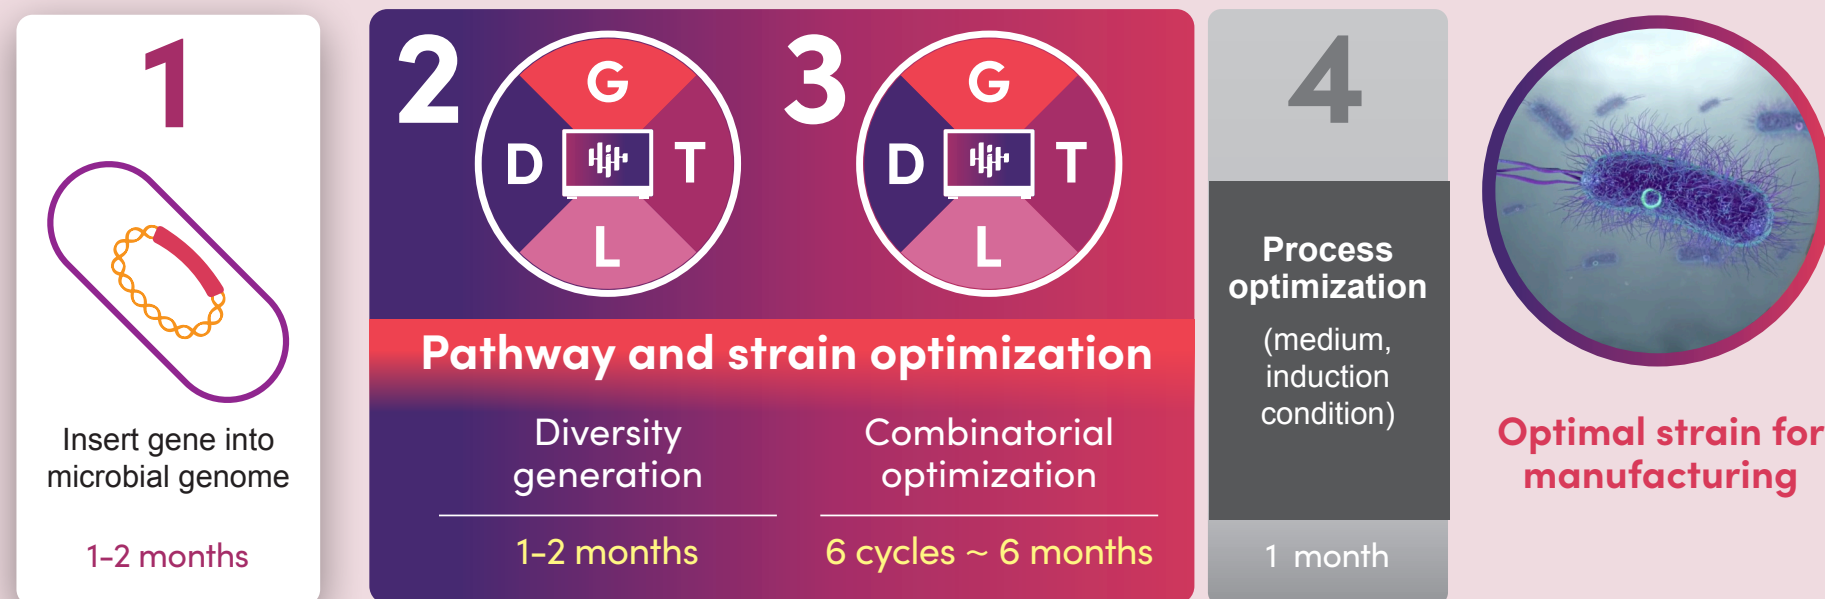 1
Insert gene into
microbial genome
1-2 months
2
G
D
T
L
3
G
D
T
L
Pathway and strain optimization
Diversity
generation
1-2 months
Combinatorial
optimization
6 cycles ~ 6 months
4
Process
optimization
(medium,
induction
condition)
1 month
Optimal strain for
manufacturing